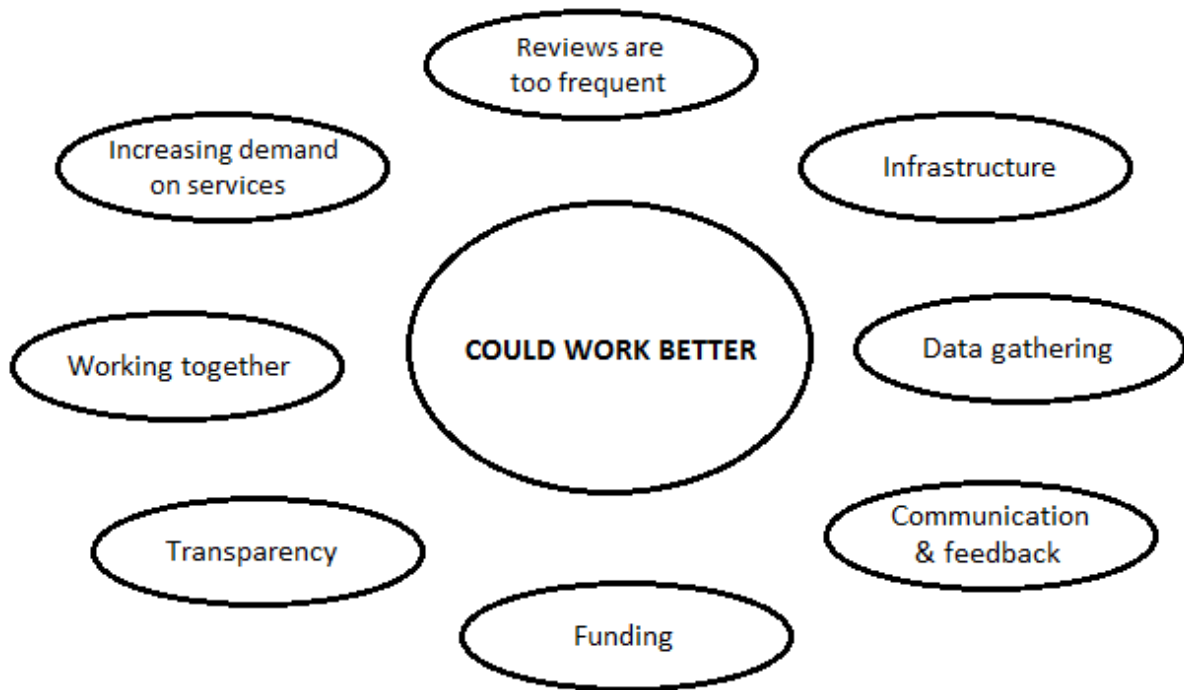 Reviews are
too frequent
Increasing demand
on services
Infrastructure
COULD WORK BETTER
Working together
Data gathering
Communication
& feedback
Transparency
Funding